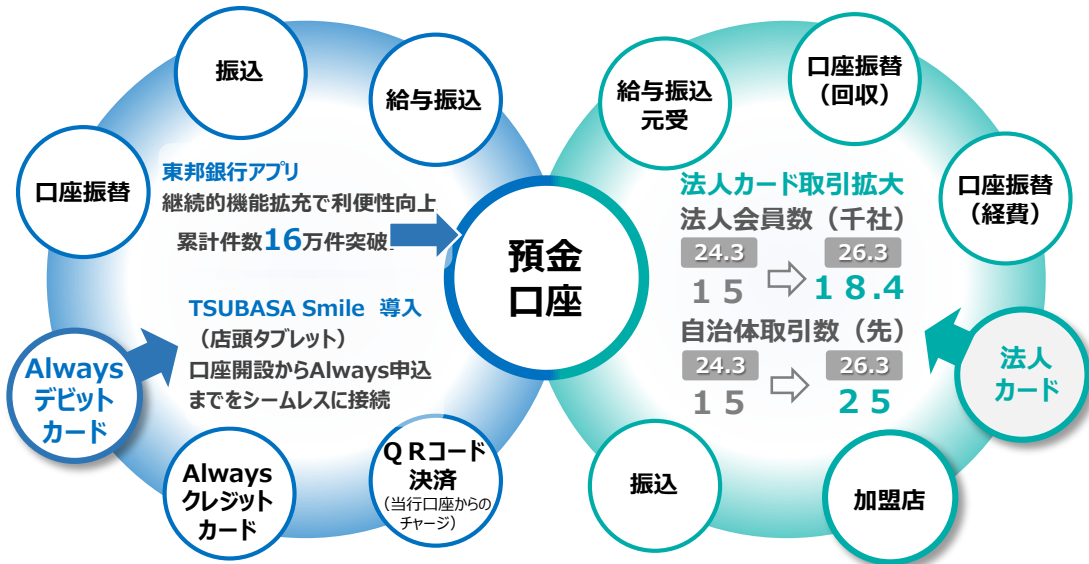 振込
給与振込
口座振替
東邦銀行アプリ
継続的機能拡充で利便性向上
累計件数16万件突破
TSUBASA Smile 導入
（店頭タブレット）
口座開設からAlways申込
までをシームレスに接続
Always
デビット
カード
Always
クレジット
カード
ＱＲコード
決済
（当行口座からの
チャージ）
預金
口座
給与振込
元受
口座振替
（回収）
口座振替
（経費）
法人カード取引拡大
法人会員数（千社）
24.3
26.3
１５
１８.４
自治体取引数（先）
24.3
26.3
１５
２５
法人
カード
振込
加盟店